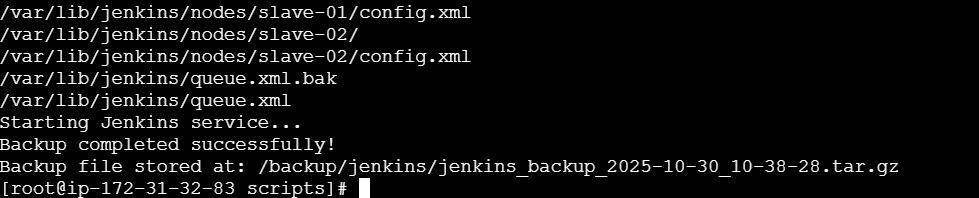 /var/lib/jenkins/nodes/slave-01/config.xml
/var/lib/jenkins/nodes/slave-02/
/var/lib/jenkins/nodes/slave-02/config.xml
/var/lib/jenkins/queue.xml.bak
/var/lib/jenkins/queue.xml
Starting Jenkins service...
Backup completed successfully!
Backup file stored at: /backup/jenkins/jenkins_backup_2025-10-30_10-38-28.tar.gz
[root@ip-172-31-32-83 scripts]#